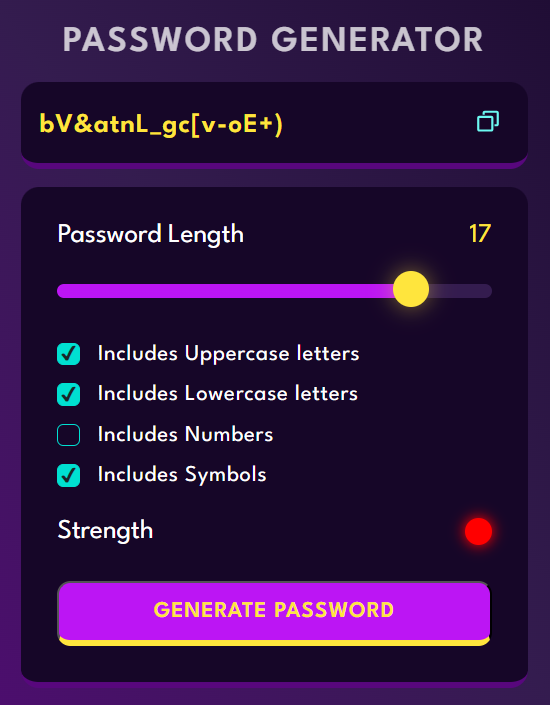 PASSWORD GENERATOR
bV&atnL_gc[v-oE+)
Password Length 17
Includes Uppercase letters
Includes Lowercase letters
Includes Numbers
Includes Symbols
Strength
GENERATE PASSWORD